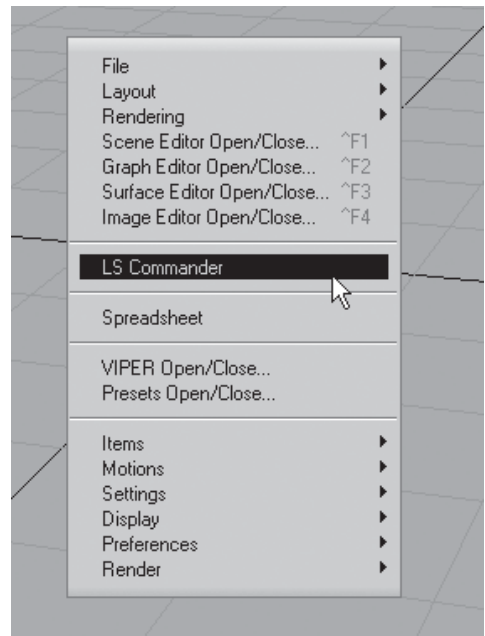 File
Layout
Rendering
Scene Editor Open/Close... ^F1
Graph Editor Open/Close... ^F2
Surface Editor Open/Close... ^F3
Image Editor Open/Close... ^F4
LS Commander
Spreadsheet
VIPER Open/Close...
Presets Open/Close...
Items
Motions
Settings
Display
Preferences
Render